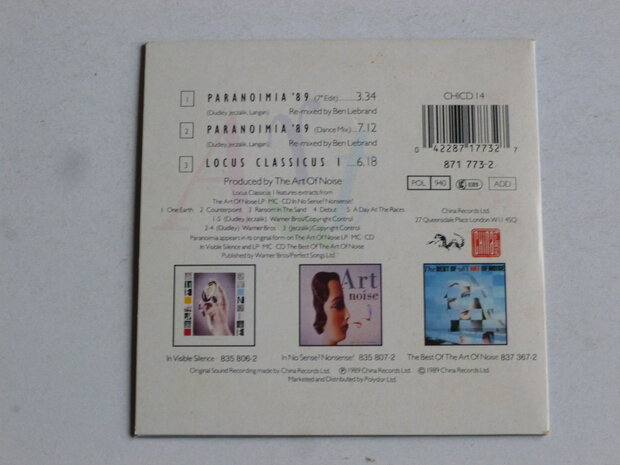 1 PARANOIMIA '89 (7" Edit)..........3.34
(Dudley, Jeczalik, Langan) Re-mixed by Ben Liebrand
2 PARANOIMIA '89 (Dance Mix)...7.12
(Dudley, Jeczalik, Langan) Re-mixed by Ben Liebrand
3 LOCUS CLASSICUS I ....6.18
Produced by The Art Of Noise
Locus Classicus I features extracts from
The Art Of Noise LP MC CD In No Sense? Nonsense!
1 One Earth 2 Counterpoint 3 Ransom In The Sand 4 Debut 5 A Day At The Races
1-5 (Dudley Jeczalik) Warner Bros/Copyright Control
2-4 (Dudley) Warner Bros 3 (Jeczalik)Copyright Control
Paranoimia appears in its original form on The Art Of Noise LP MC CD
In Visible Silence and LP MC CD The Best Of The Art Of Noise
Published by Warner Bros/Perfect Songs Ltd.
CHICD 14
0 42287 17732 7
871 773-2
POL 940 ADD
China Records Ltd.
27 Queensdale Place London W11 4SQ
CHINA
Art
noise
The BEST OF THE ART OF NOISE
In Visible Silence 835 806-2
In No Sense? Nonsense! 835 807-2
The Best Of The Art Of Noise 837 367-2
Original Sound Recording made by China Records Ltd. Ⓟ 1989 China Records Ltd. © 1989 China Records Ltd.
Marketed and Distributed by Polydor Ltd.